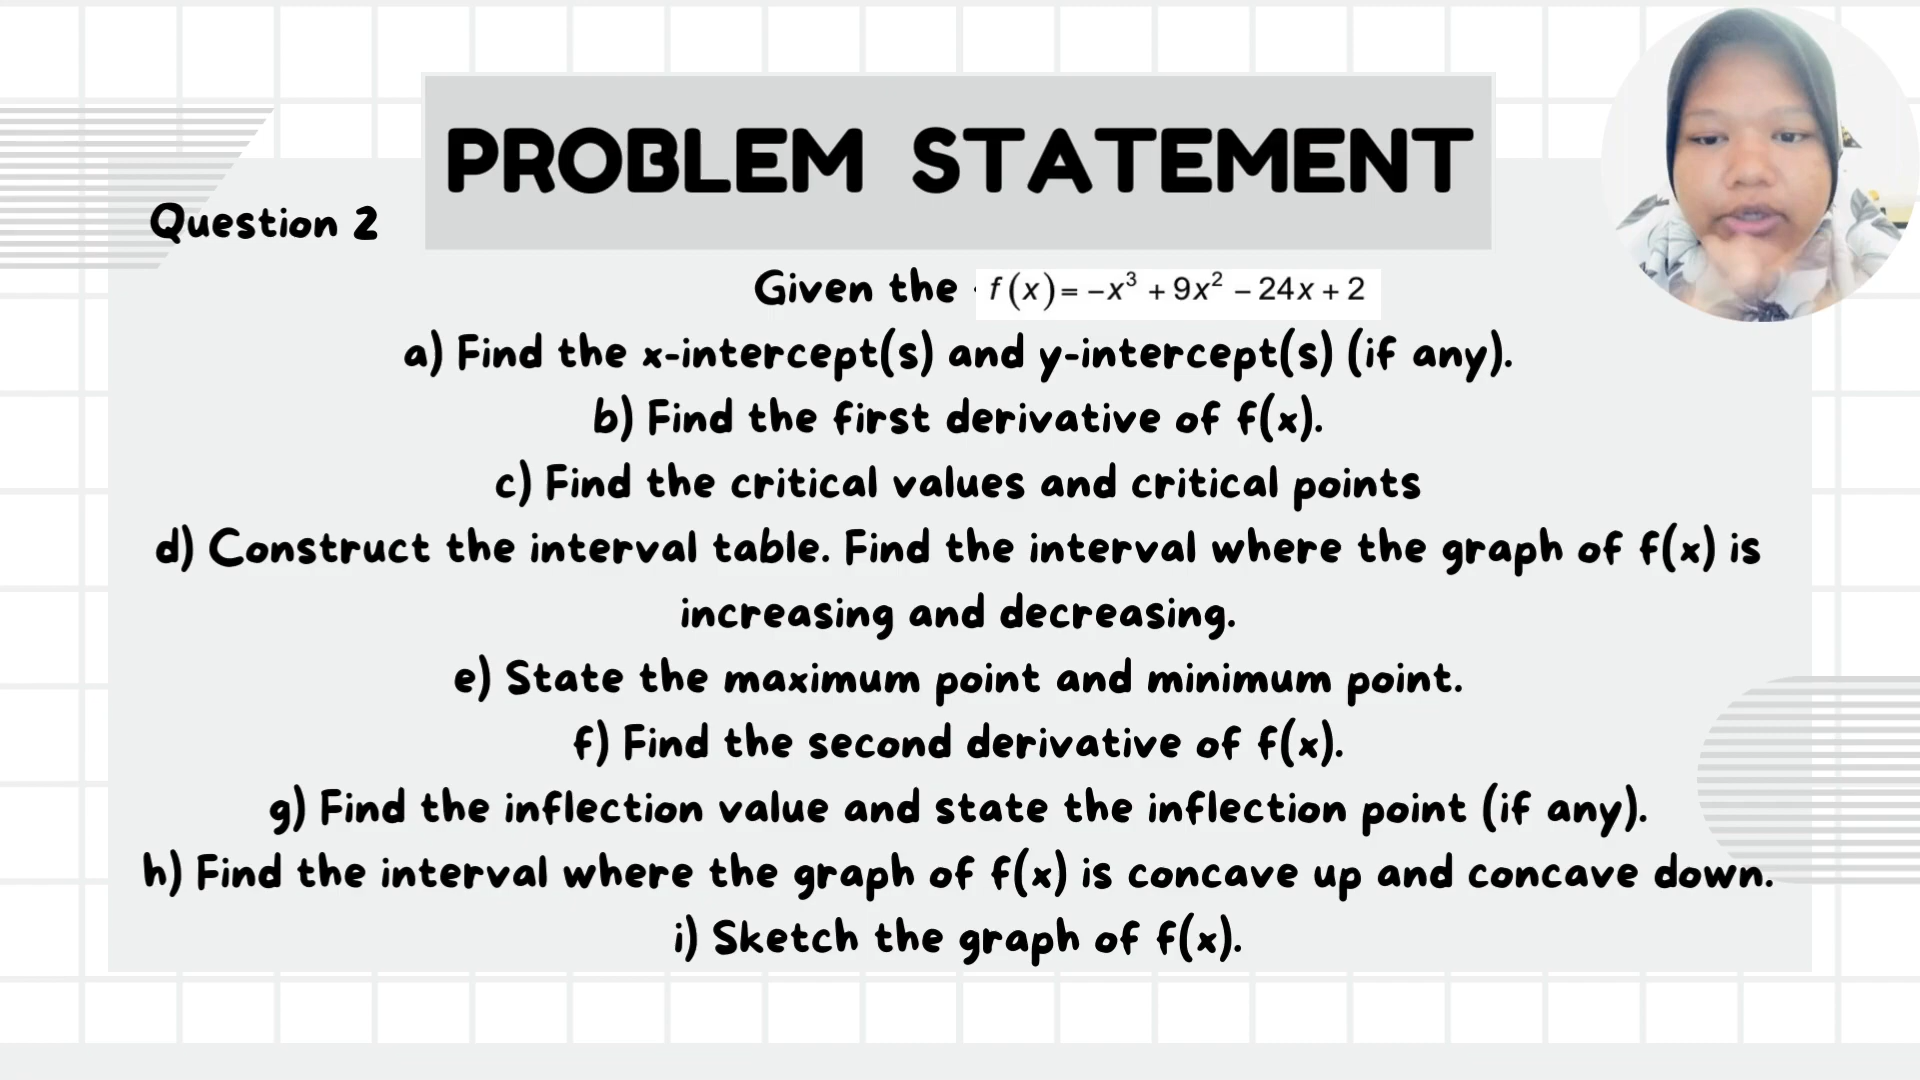 PROBLEM STATEMENT
Question 2
Given the f(x) = −x³ + 9x² − 24x + 2
a) Find the x-intercept(s) and y-intercept(s) (if any).
b) Find the first derivative of f(x).
c) Find the critical values and critical points
d) Construct the interval table. Find the interval where the graph of f(x) is
increasing and decreasing.
e) State the maximum point and minimum point.
f) Find the second derivative of f(x).
g) Find the inflection value and state the inflection point (if any).
h) Find the interval where the graph of f(x) is concave up and concave down.
i) Sketch the graph of f(x).